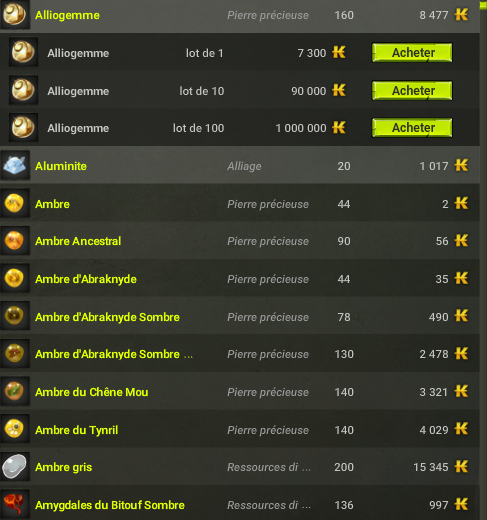 Alliogemme Pierre précieuse 160 8 477
Alliogemme lot de 1 7 300 Acheter
Alliogemme lot de 10 90 000 Acheter
Alliogemme lot de 100 1 000 000 Acheter
Aluminite Alliage 20 1 017
Ambre Pierre précieuse 44 2
Ambre Ancestral Pierre précieuse 90 56
Ambre d'Abraknyde Pierre précieuse 44 35
Ambre d'Abraknyde Sombre Pierre précieuse 78 490
Ambre d'Abraknyde Sombre ... Pierre précieuse 130 2 478
Ambre du Chêne Mou Pierre précieuse 140 3 321
Ambre du Tynril Pierre précieuse 140 4 029
Ambre gris Ressources di ... 200 15 345
Amygdales du Bitouf Sombre Ressources di ... 136 997